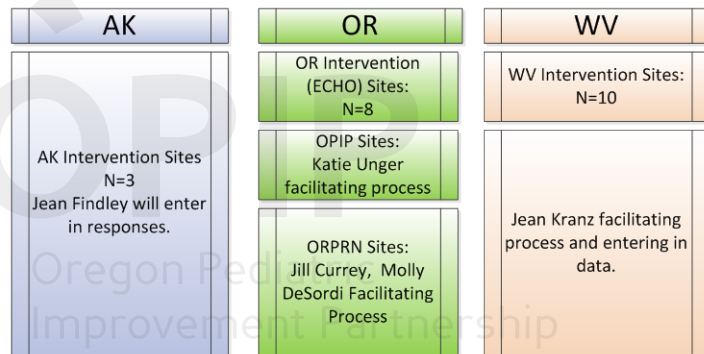 AK
OR
WV
AK Intervention Sites
N=3
Jean Findley will enter
in responses.
OR Intervention
(ECHO) Sites:
N=8
OPIP Sites:
Katie Unger
facilitating process
ORPRN Sites:
Jill Currey, Molly
DeSordi Facilitating
Process
WV Intervention Sites:
N=10
Jean Kranz facilitating
process and entering in
data.
OPIP
Oregon Pediatric
Improvement Partnership